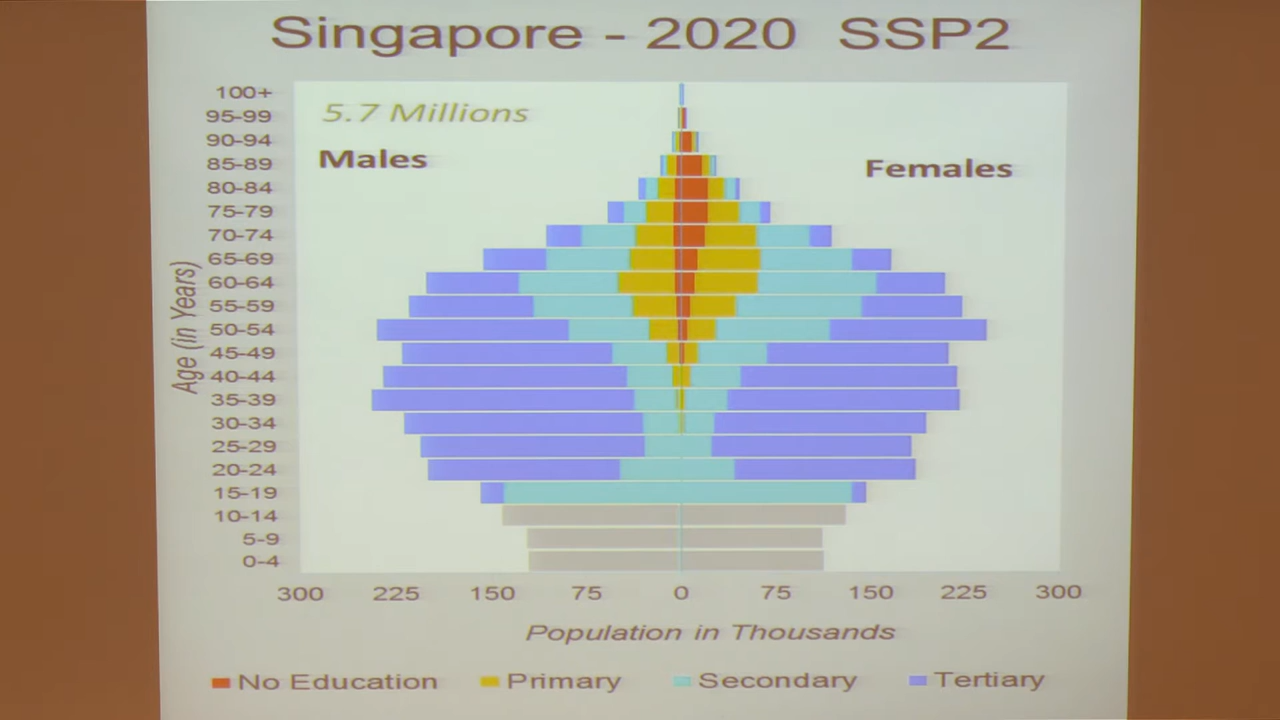 Singapore - 2020 SSP2
5.7 Millions
Males
Females
Age (in Years)
100+
95-99
90-94
85-89
80-84
75-79
70-74
65-69
60-64
55-59
50-54
45-49
40-44
35-39
30-34
25-29
20-24
15-19
10-14
5-9
0-4
300 225 150 75 0 75 150 225 300
Population in Thousands
No Education Primary Secondary Tertiary